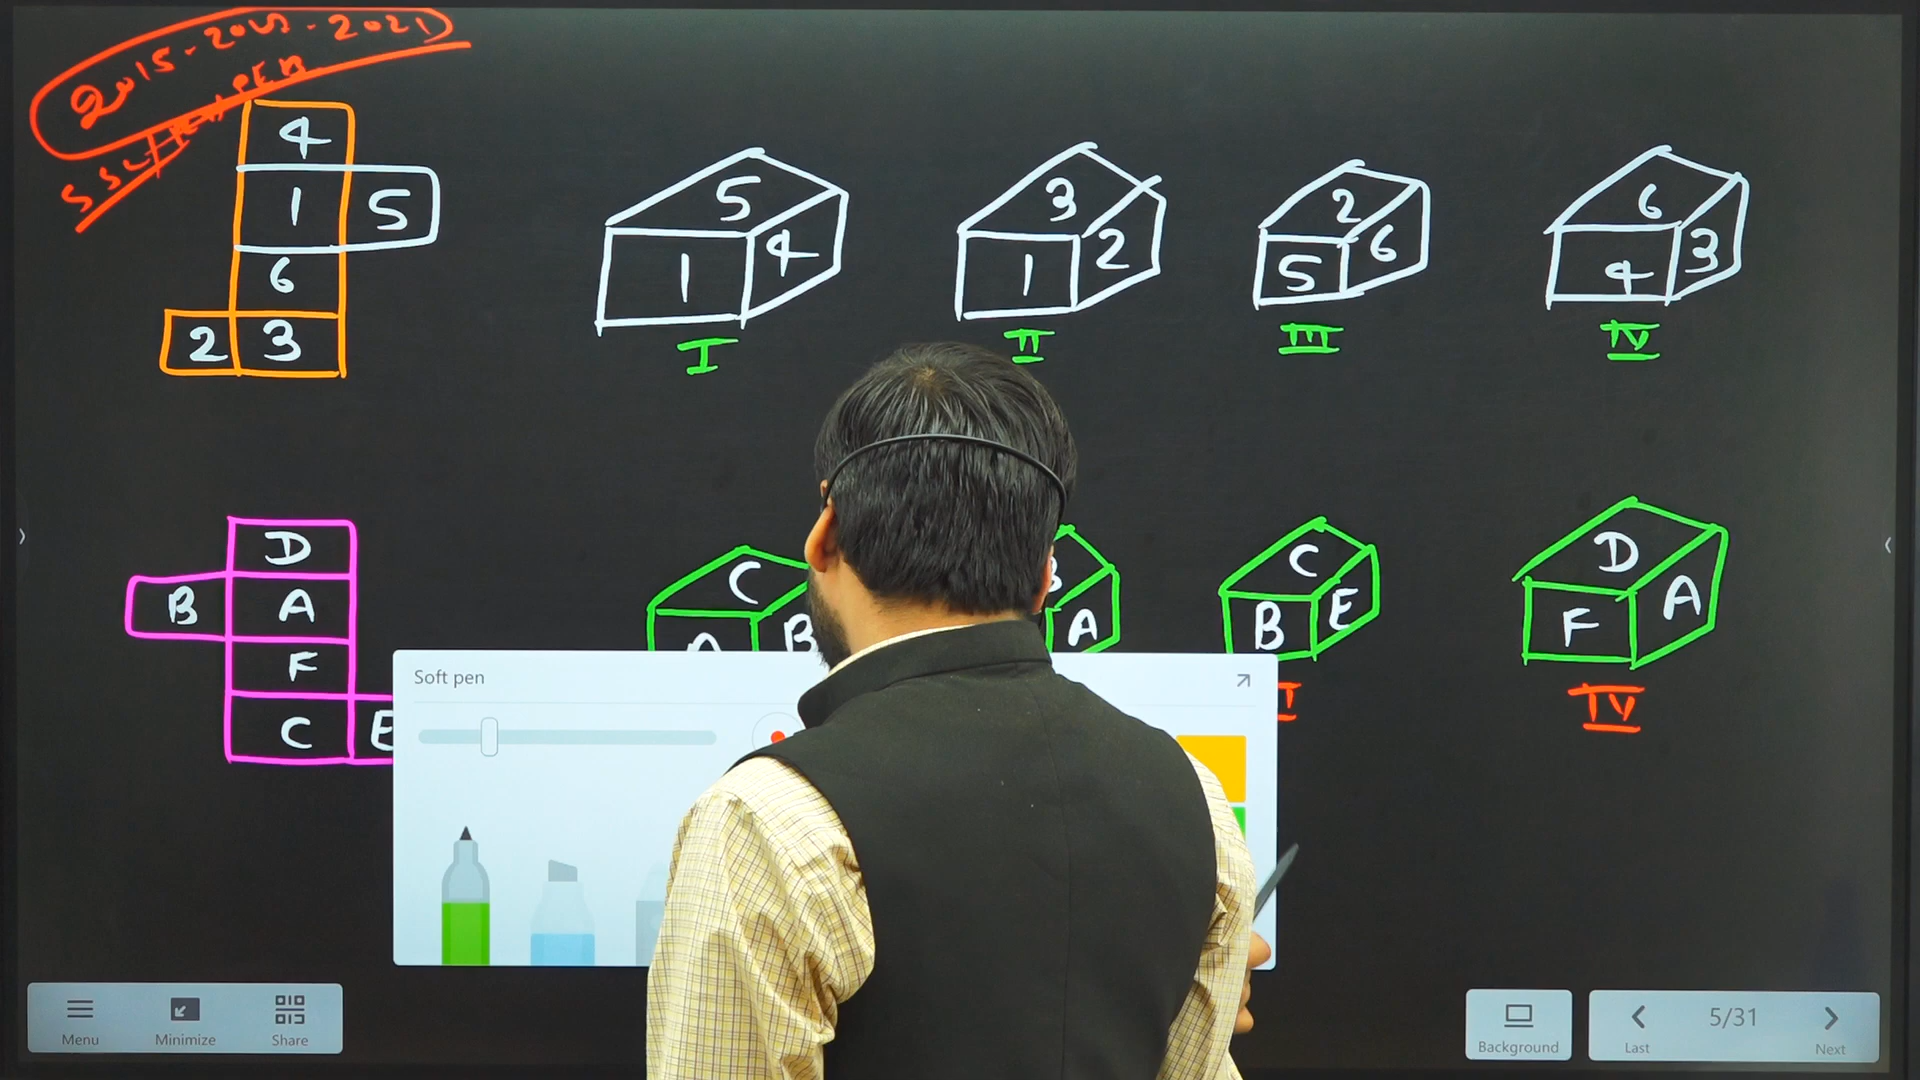 2015-2018-2021
SSC
4
1 5
6
2 3
5
1 4
I
3
1 2
II
2
5 6
III
6
4 3
IV
D
B A
F
C E
C
B
A
C
B E
D
F A
IV
Soft pen
Menu
Minimize
Share
Background
5/31
Last
Next